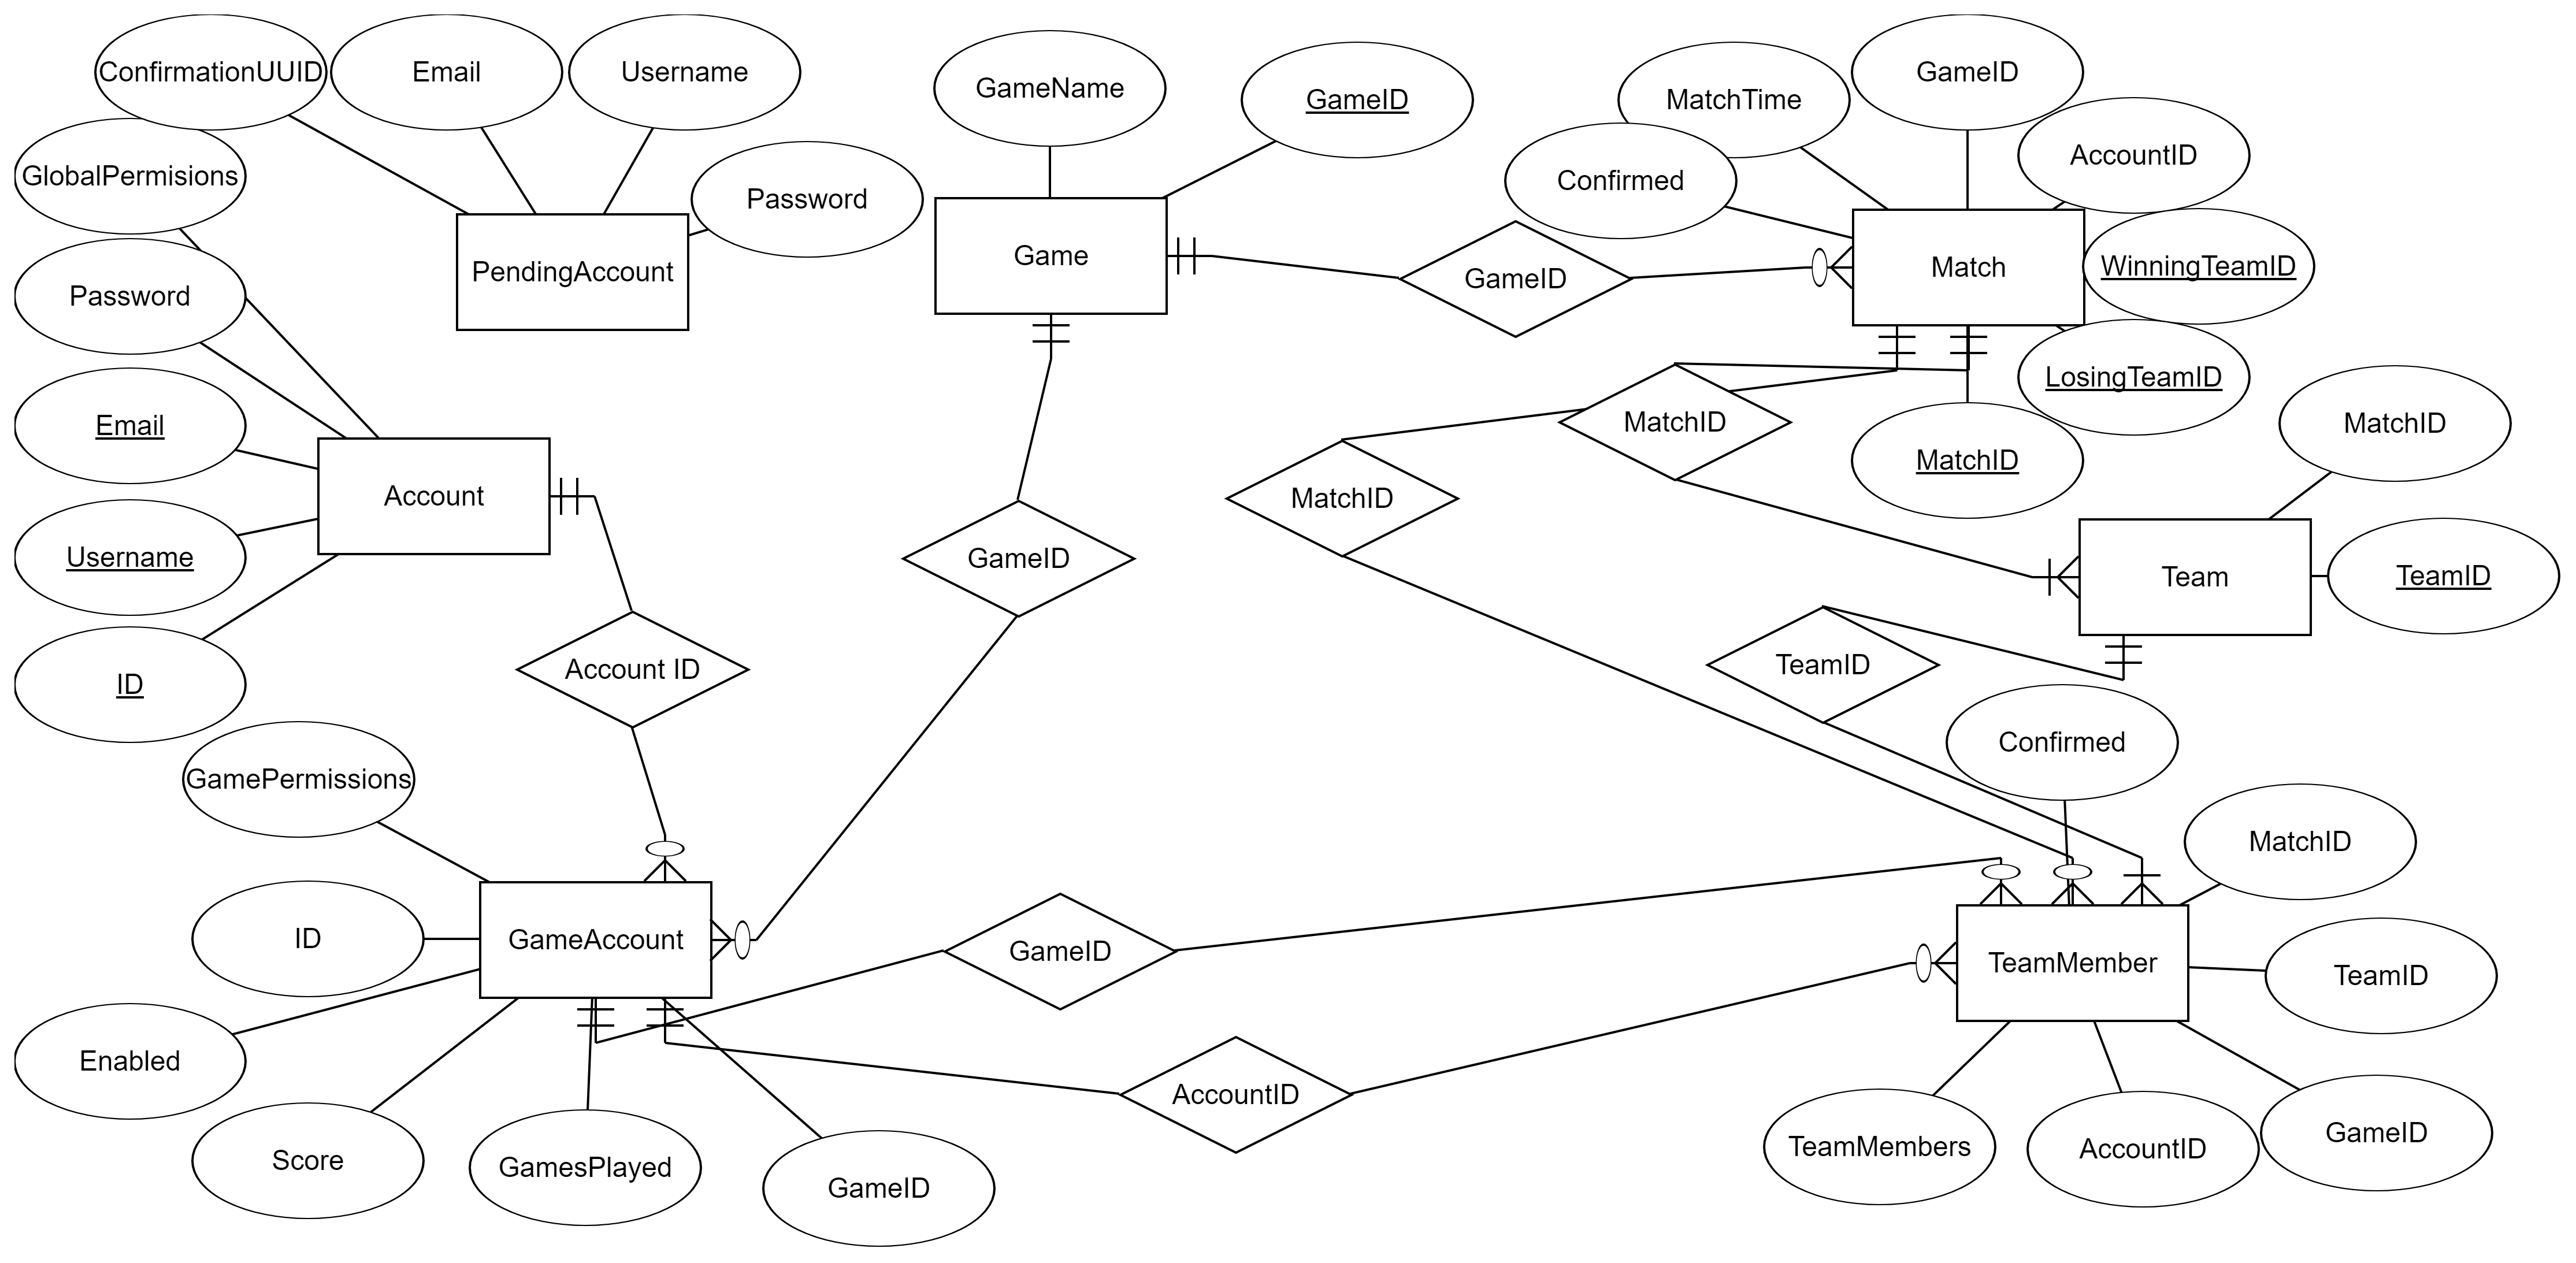 ConfirmationUUID
Email
Username
Password
PendingAccount
GlobalPermisions
Password
Email
Username
ID
Account
GameName
GameID
Game
GameID
MatchTime
Confirmed
GameID
AccountID
WinningTeamID
LosingTeamID
MatchID
Match
MatchID
MatchID
MatchID
TeamID
Team
TeamID
Account ID
GameID
GamePermissions
ID
Enabled
Score
GamesPlayed
GameID
GameAccount
GameID
AccountID
Confirmed
MatchID
TeamID
GameID
AccountID
TeamMembers
TeamMember